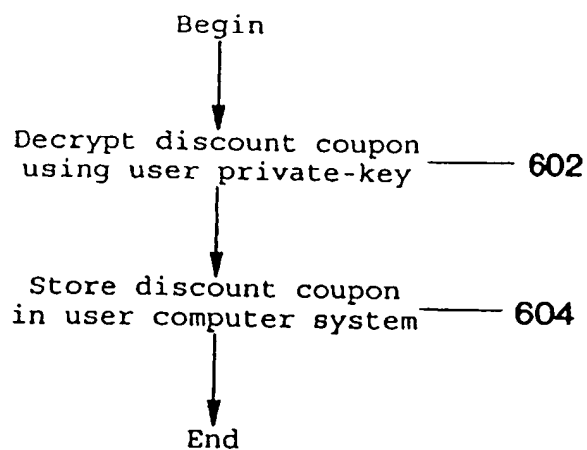 Begin
Decrypt discount coupon
using user private-key
602
Store discount coupon
in user computer system
604
End